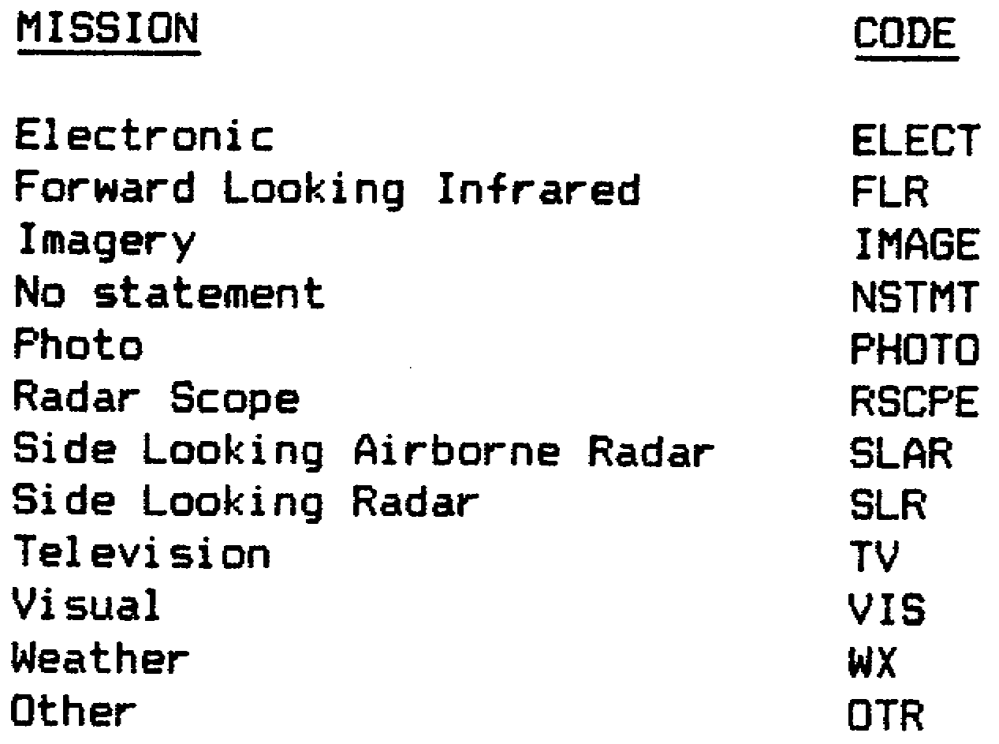 MISSION CODE
Electronic ELECT
Forward Looking Infrared FLR
Imagery IMAGE
No statement NSTMT
Photo PHOTO
Radar Scope RSCPE
Side Looking Airborne Radar SLAR
Side Looking Radar SLR
Television TV
Visual VIS
Weather WX
Other OTR